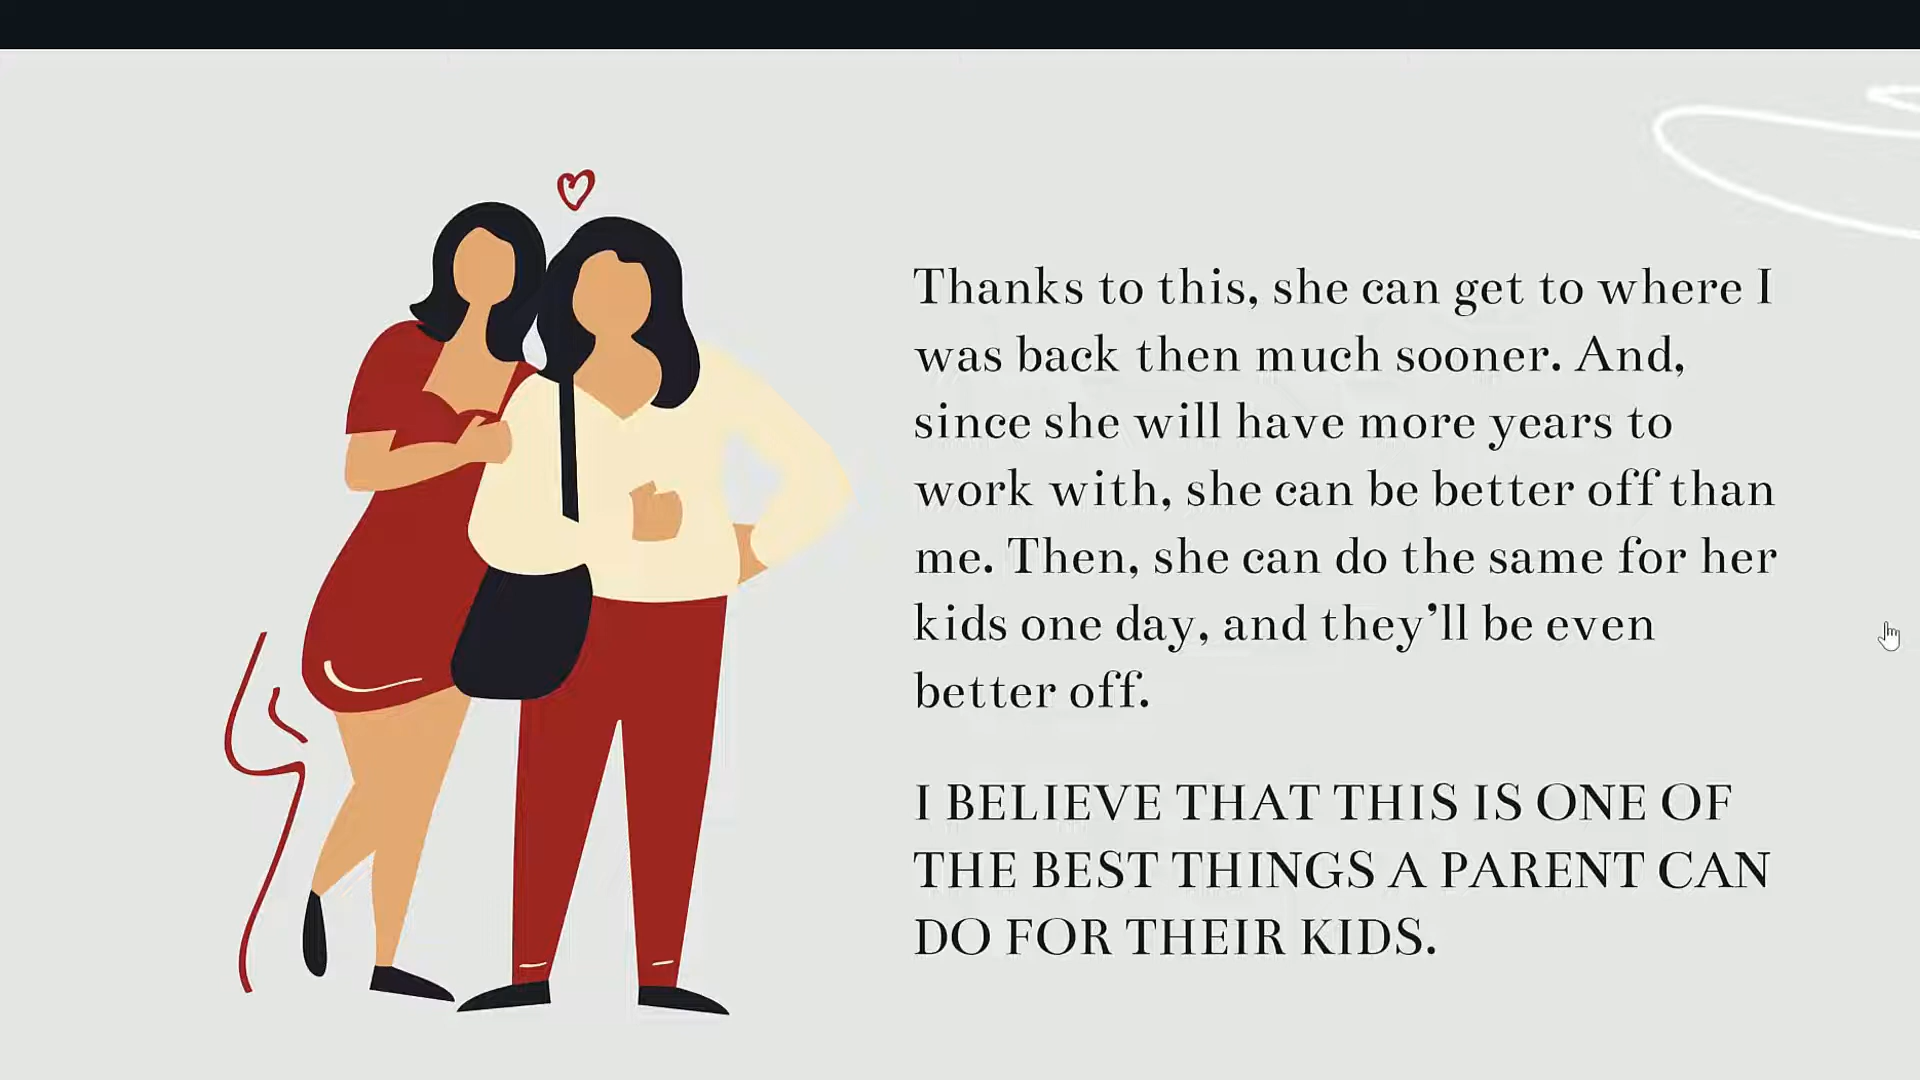 Thanks to this, she can get to where I
was back then much sooner. And,
since she will have more years to
work with, she can be better off than
me. Then, she can do the same for her
kids one day, and they’ll be even
better off.
I BELIEVE THAT THIS IS ONE OF
THE BEST THINGS A PARENT CAN
DO FOR THEIR KIDS.